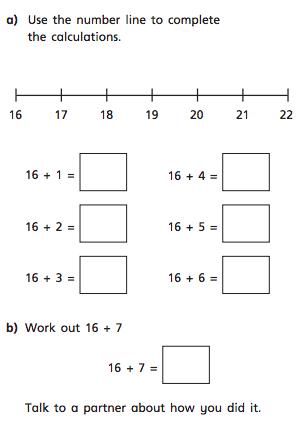 a) Use the number line to complete
the calculations.
16 17 18 19 20 21 22
16 + 1 = 16 + 4 =
16 + 2 = 16 + 5 =
16 + 3 = 16 + 6 =
b) Work out 16 + 7
16 + 7 =
Talk to a partner about how you did it.